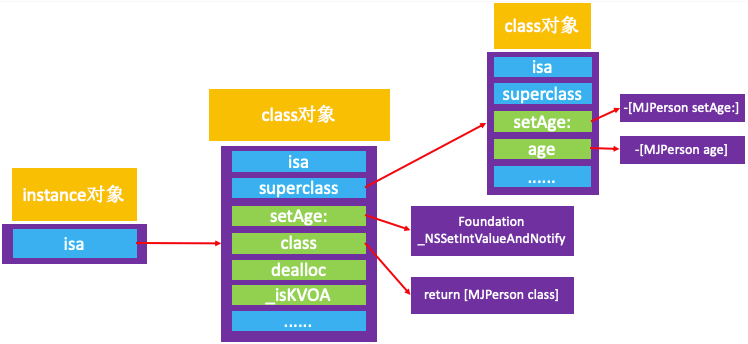 instance对象
isa
class对象
isa
superclass
setAge:
class
dealloc
_isKVOA
......
Foundation
_NSSetIntValueAndNotify
return [MJPerson class]
class对象
isa
superclass
setAge:
age
......
-[MJPerson setAge:]
-[MJPerson age]